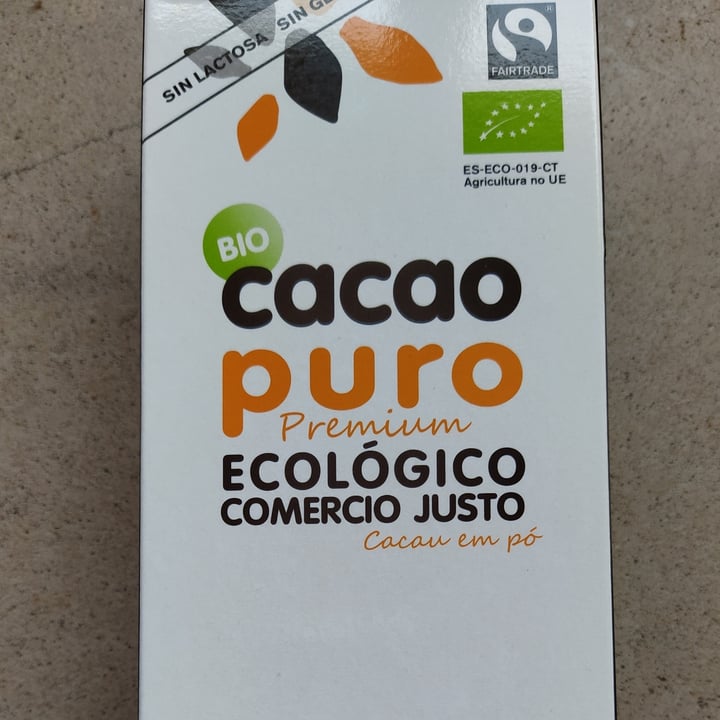 SIN LACTOSA SIN
FAIRTRADE
ES-ECO-019-CT
Agricultura no UE
BIO
cacao
puro
Premium
ECOLÓGICO
COMERCIO JUSTO
Cacau em pó